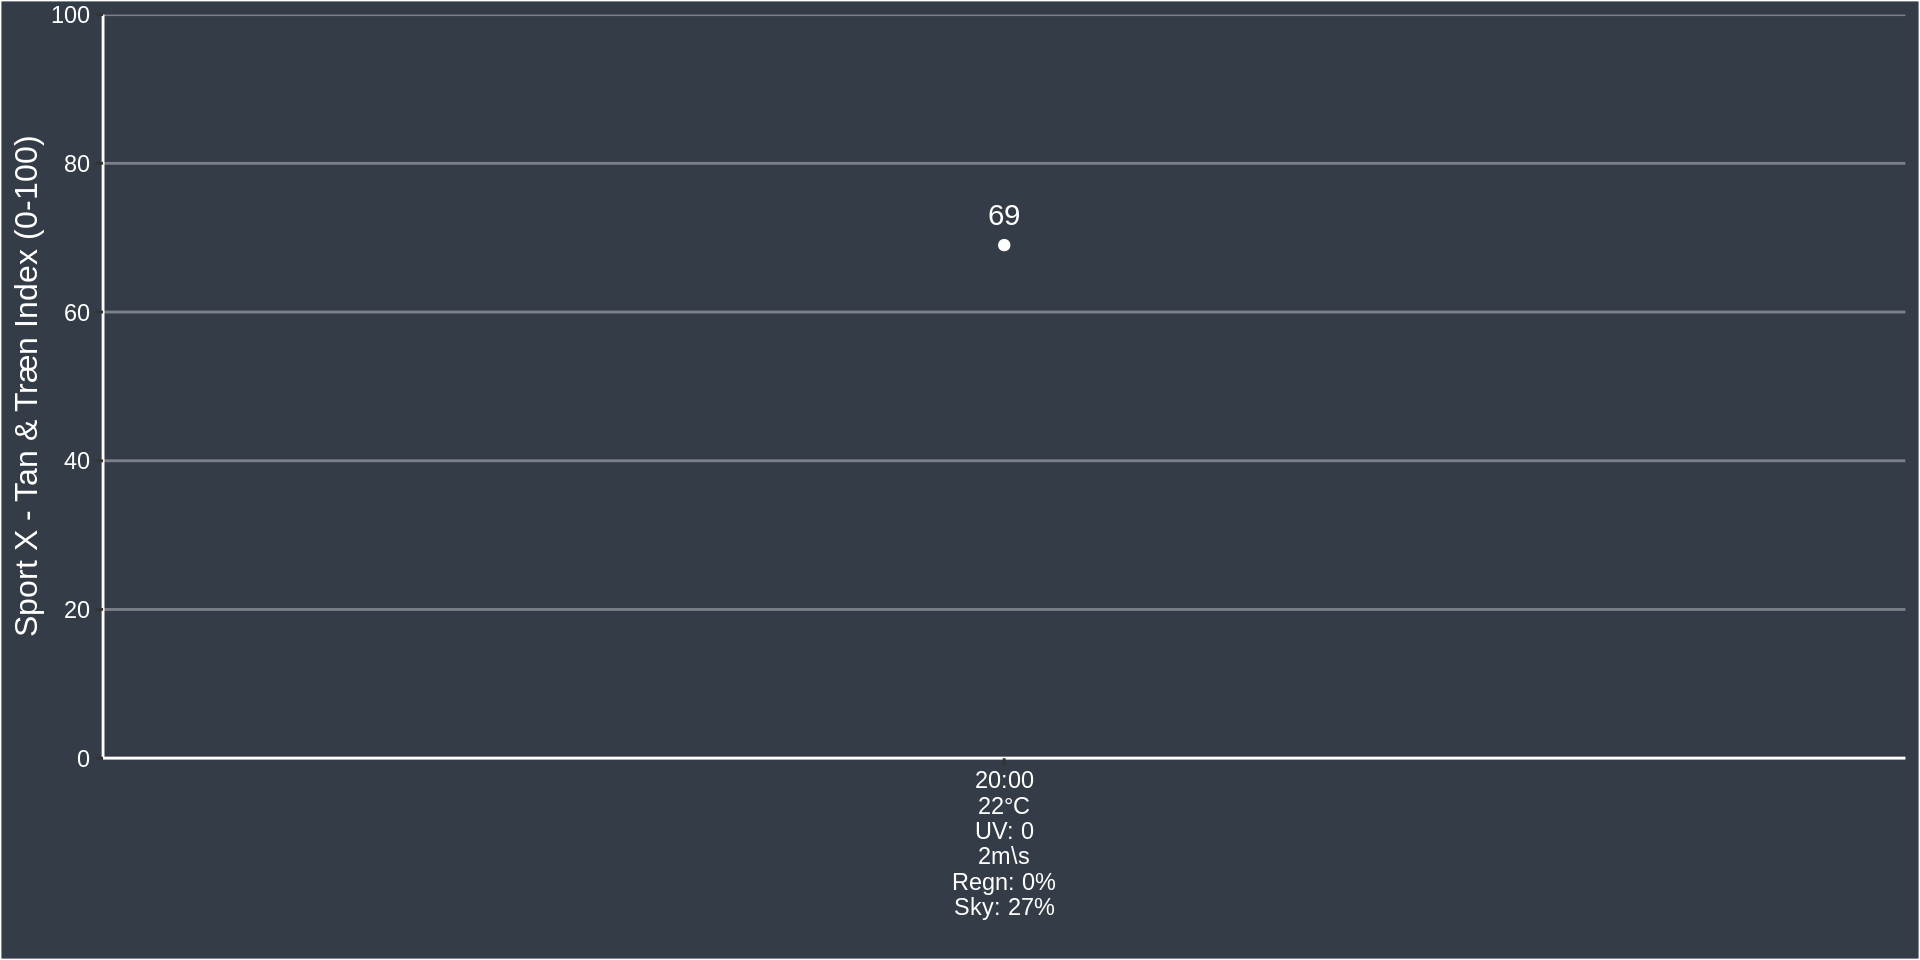 Sport X - Tan & Træn Index (0-100)
100
80
60
40
20
0
69
20:00
22°C
UV: 0
2m\s
Regn: 0%
Sky: 27%